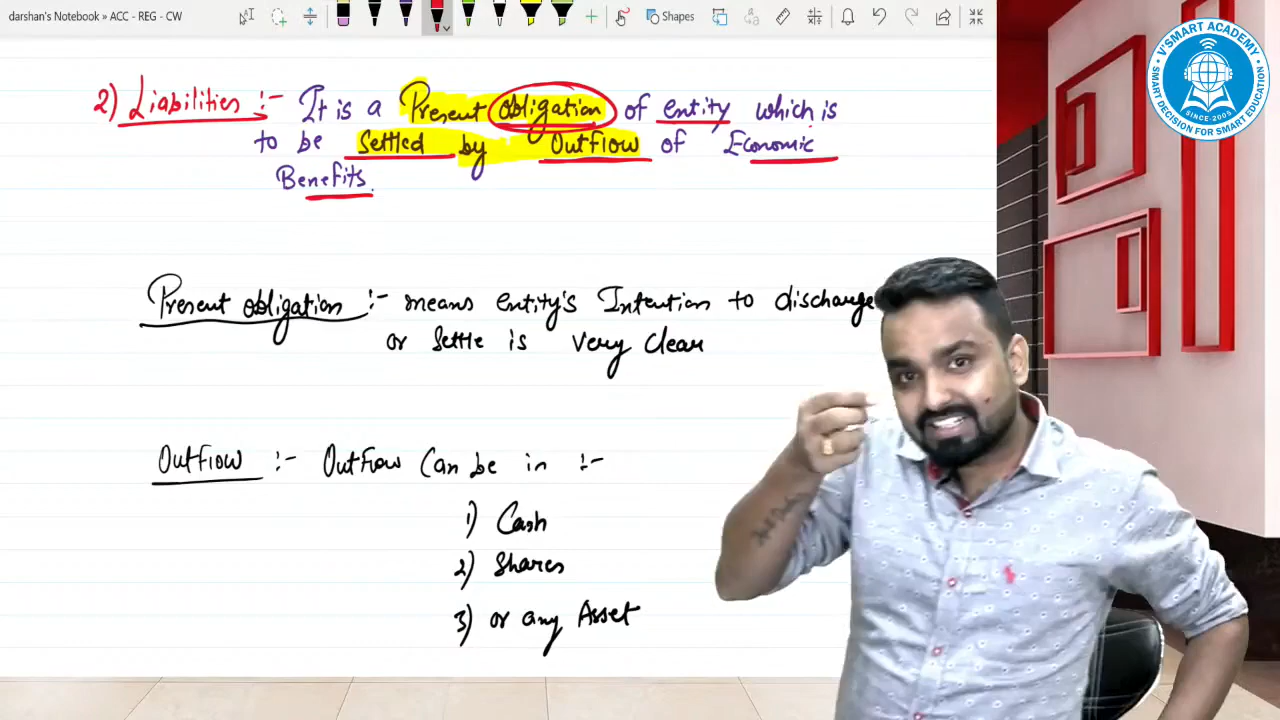 darshan's Notebook » ACC - REG - CW
Shapes
V'SMART ACADEMY
SMART DECISION FOR SMART EDUCATION
SINCE-2005
2) Liabilities :- It is a Present obligation of entity which is
to be Settled by Outflow of Economic
Benefits.
Present obligation :- means entity's Intention to discharge
or Settle is very clear
Outflow :- Outflow Can be in :-
1) Cash
2) Shares
3) or any Asset